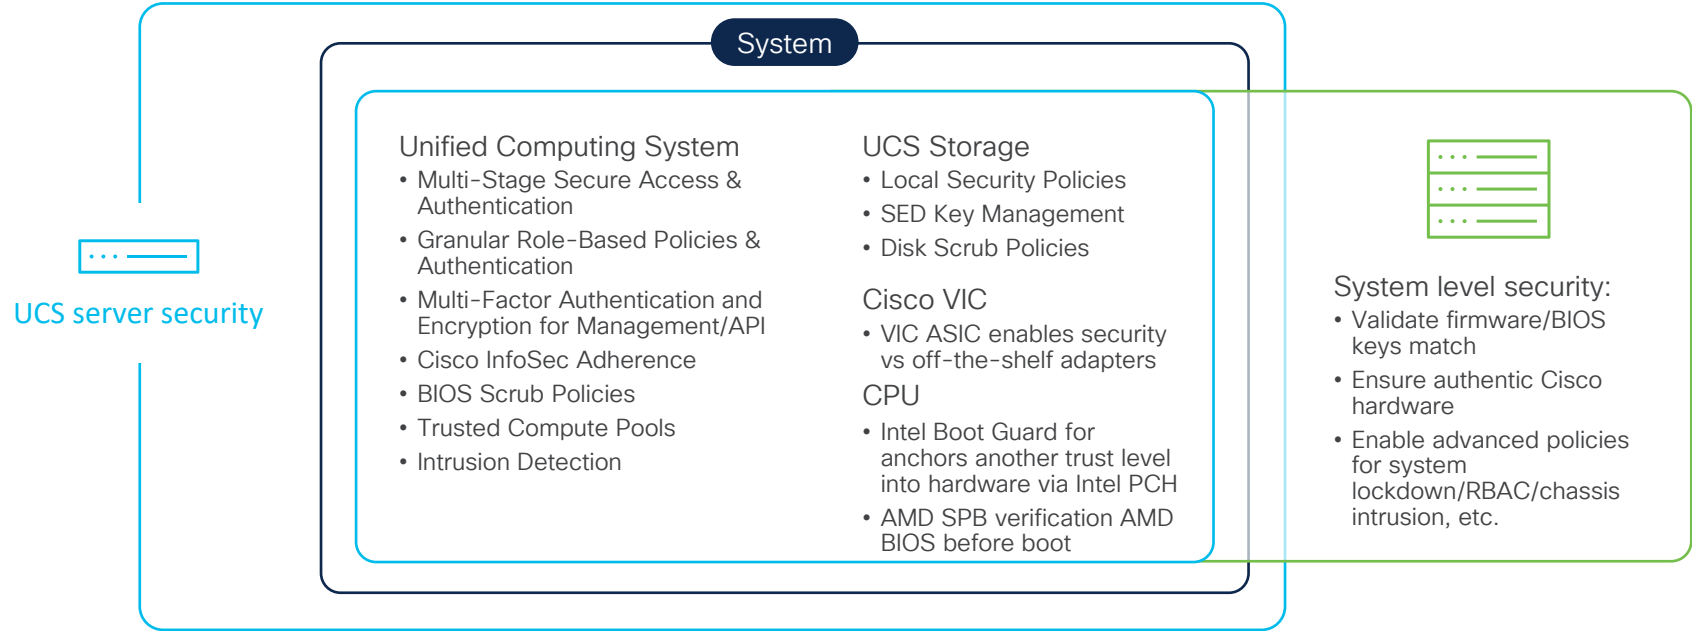 System
UCS server security
Unified Computing System
• Multi-Stage Secure Access &
Authentication
• Granular Role-Based Policies &
Authentication
• Multi-Factor Authentication and
Encryption for Management/API
• Cisco InfoSec Adherence
• BIOS Scrub Policies
• Trusted Compute Pools
• Intrusion Detection
UCS Storage
• Local Security Policies
• SED Key Management
• Disk Scrub Policies
Cisco VIC
• VIC ASIC enables security
vs off-the-shelf adapters
CPU
• Intel Boot Guard for
anchors another trust level
into hardware via Intel PCH
• AMD SPB verification AMD
BIOS before boot
System level security:
• Validate firmware/BIOS
keys match
• Ensure authentic Cisco
hardware
• Enable advanced policies
for system
lockdown/RBAC/chassis
intrusion, etc.